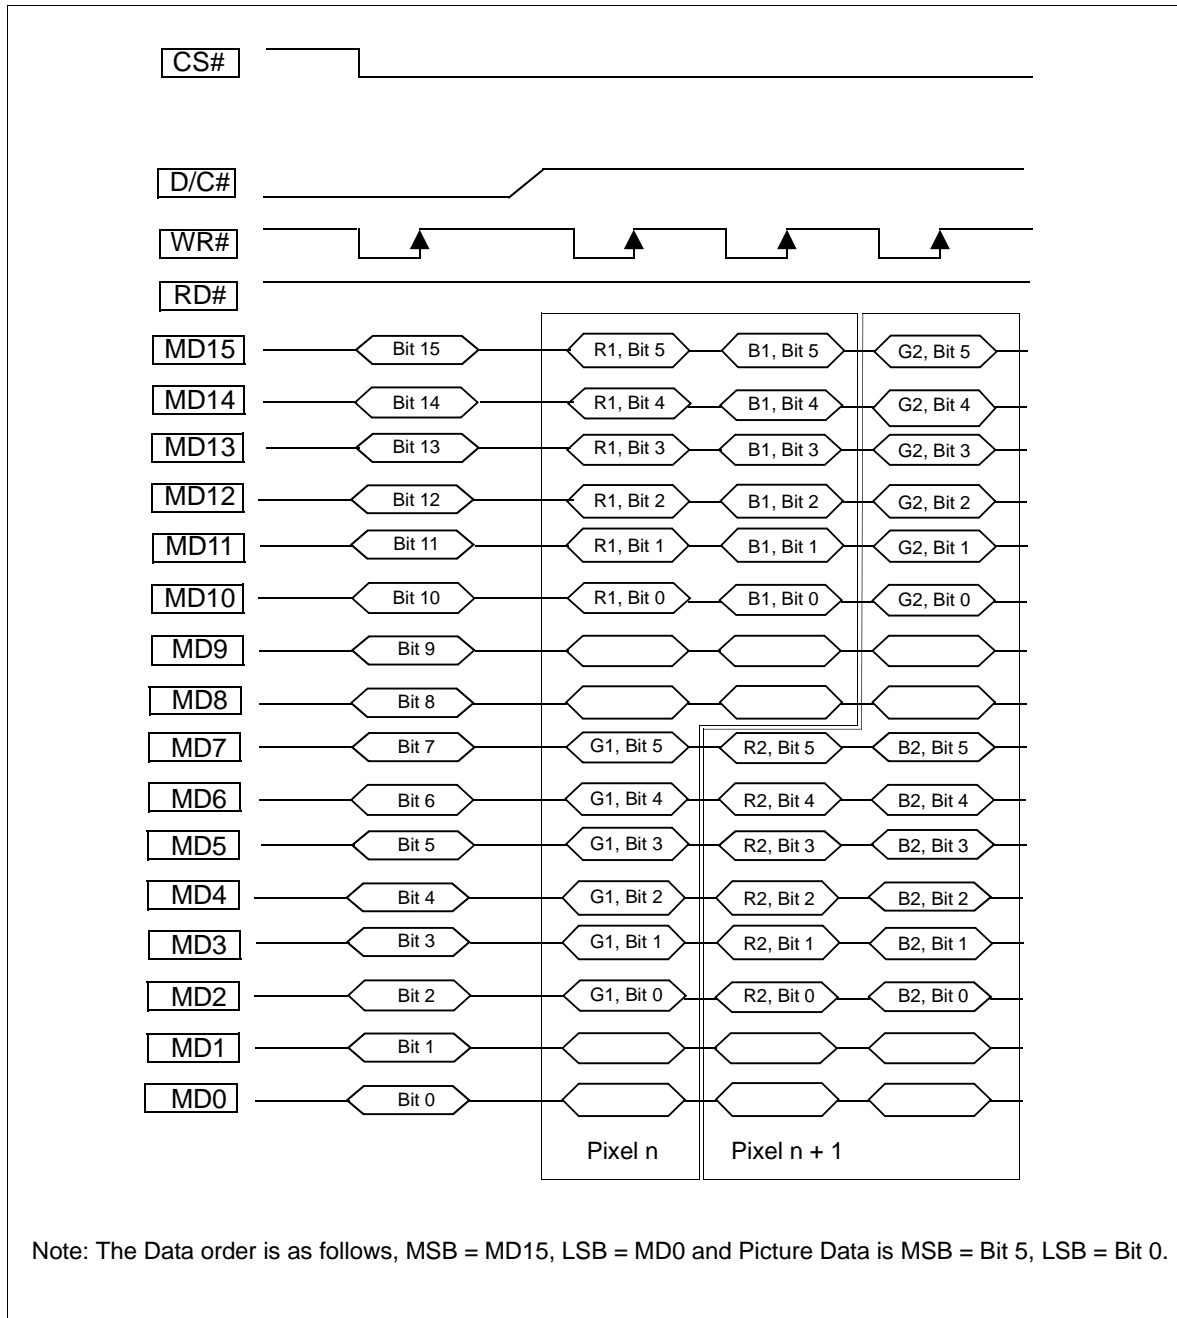 CS#
D/C#
WR#
RD#
MD15 Bit 15 R1, Bit 5 B1, Bit 5 G2, Bit 5
MD14 Bit 14 R1, Bit 4 B1, Bit 4 G2, Bit 4
MD13 Bit 13 R1, Bit 3 B1, Bit 3 G2, Bit 3
MD12 Bit 12 R1, Bit 2 B1, Bit 2 G2, Bit 2
MD11 Bit 11 R1, Bit 1 B1, Bit 1 G2, Bit 1
MD10 Bit 10 R1, Bit 0 B1, Bit 0 G2, Bit 0
MD9 Bit 9
MD8 Bit 8
MD7 Bit 7 G1, Bit 5 R2, Bit 5 B2, Bit 5
MD6 Bit 6 G1, Bit 4 R2, Bit 4 B2, Bit 4
MD5 Bit 5 G1, Bit 3 R2, Bit 3 B2, Bit 3
MD4 Bit 4 G1, Bit 2 R2, Bit 2 B2, Bit 2
MD3 Bit 3 G1, Bit 1 R2, Bit 1 B2, Bit 1
MD2 Bit 2 G1, Bit 0 R2, Bit 0 B2, Bit 0
MD1 Bit 1
MD0 Bit 0
Pixel n Pixel n + 1
Note: The Data order is as follows, MSB = MD15, LSB = MD0 and Picture Data is MSB = Bit 5, LSB = Bit 0.